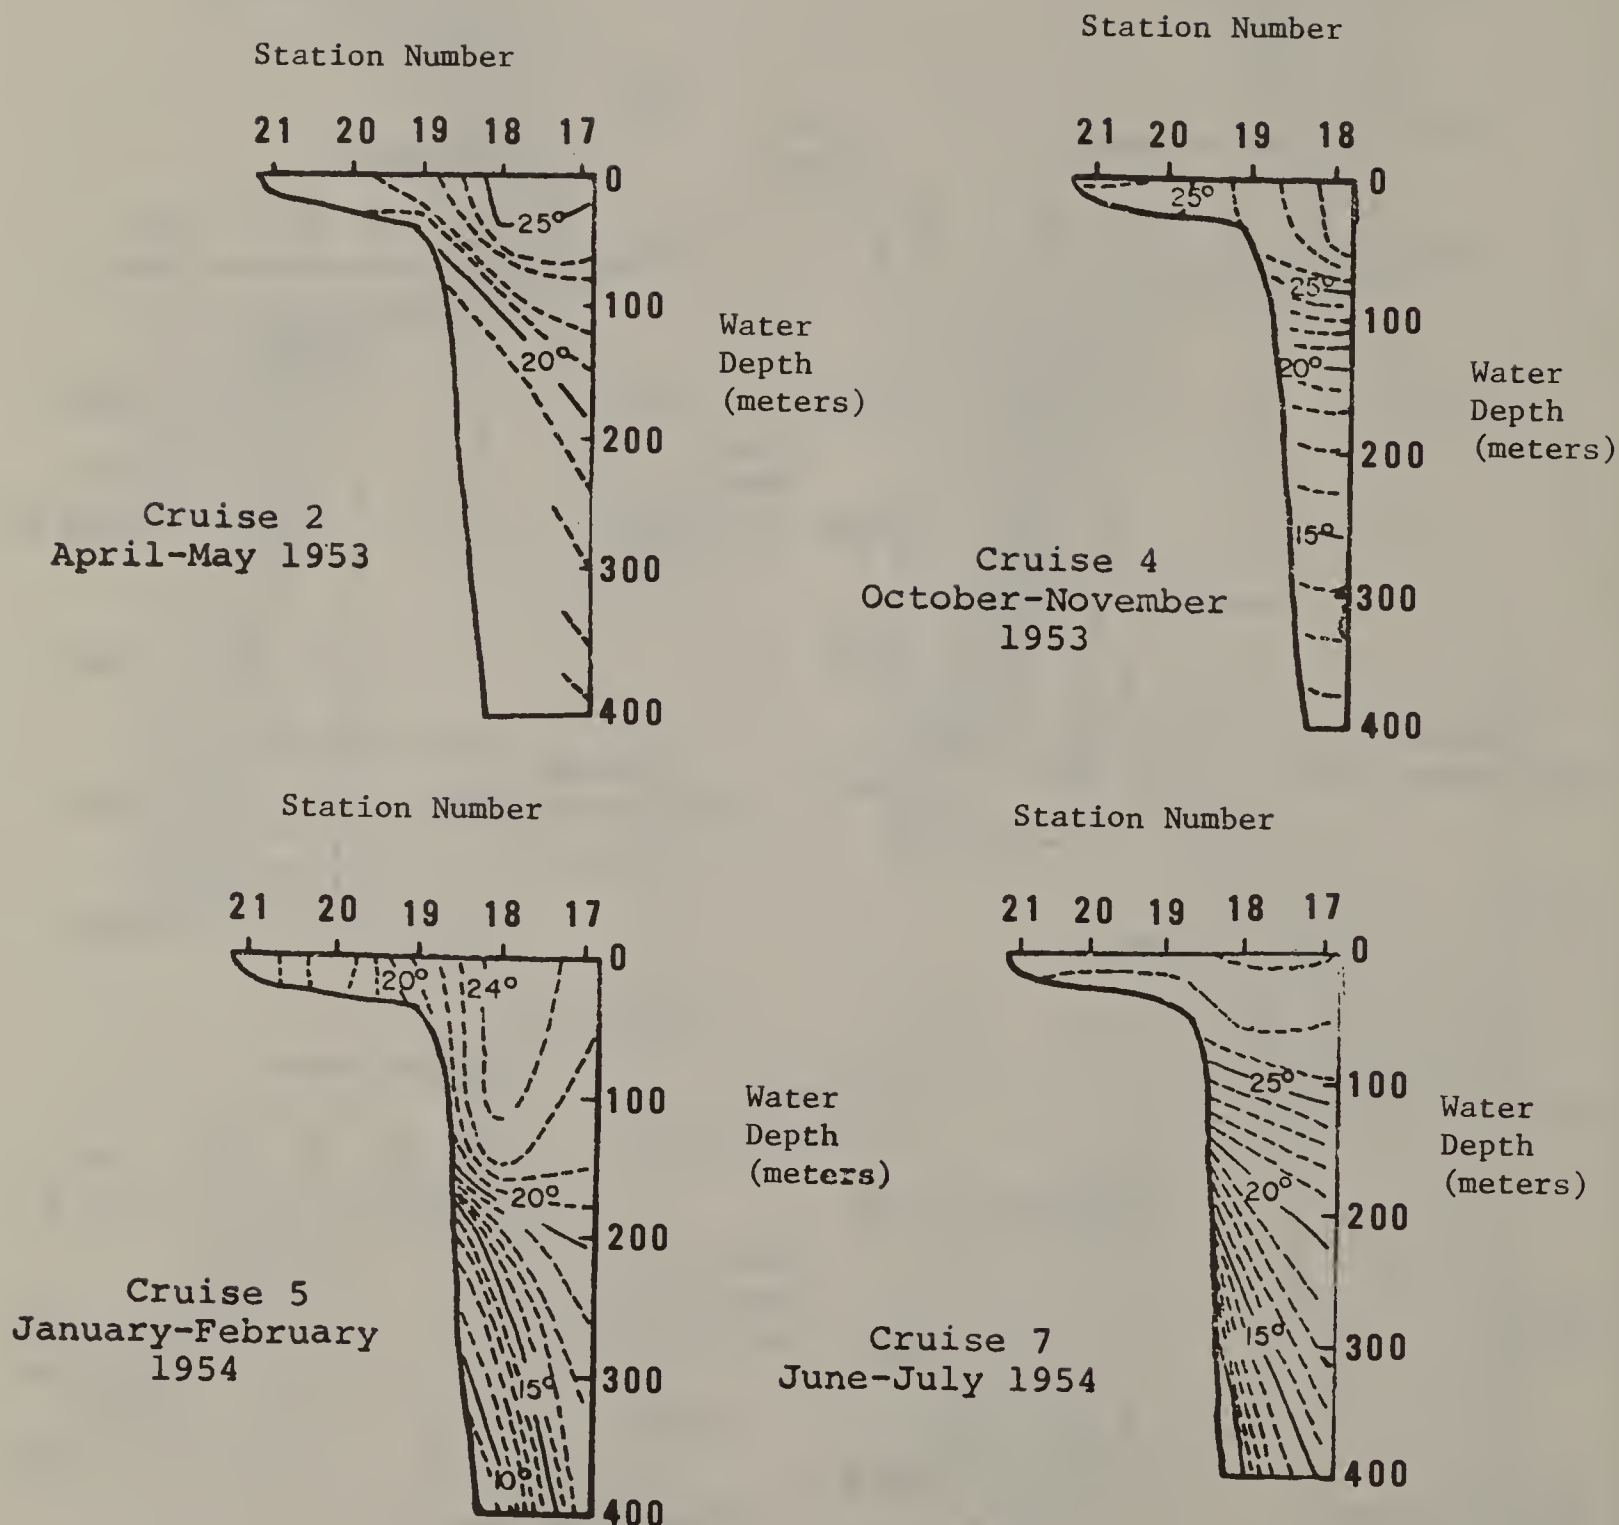 Station Number
21 20 19 18 17
0
25°
100
20°
200
300
400
Water
Depth
(meters)
Cruise 2
April-May 1953
Station Number
21 20 19 18
0
25°
25°
100
20°
200
15°
300
400
Water
Depth
(meters)
Cruise 4
October-November
1953
Station Number
21 20 19 18 17
0
20° 24°
100
20°
200
15°
300
10°
400
Water
Depth
(meters)
Cruise 5
January-February
1954
Station Number
21 20 19 18 17
0
25°
100
20°
200
15°
300
400
Water
Depth
(meters)
Cruise 7
June-July 1954